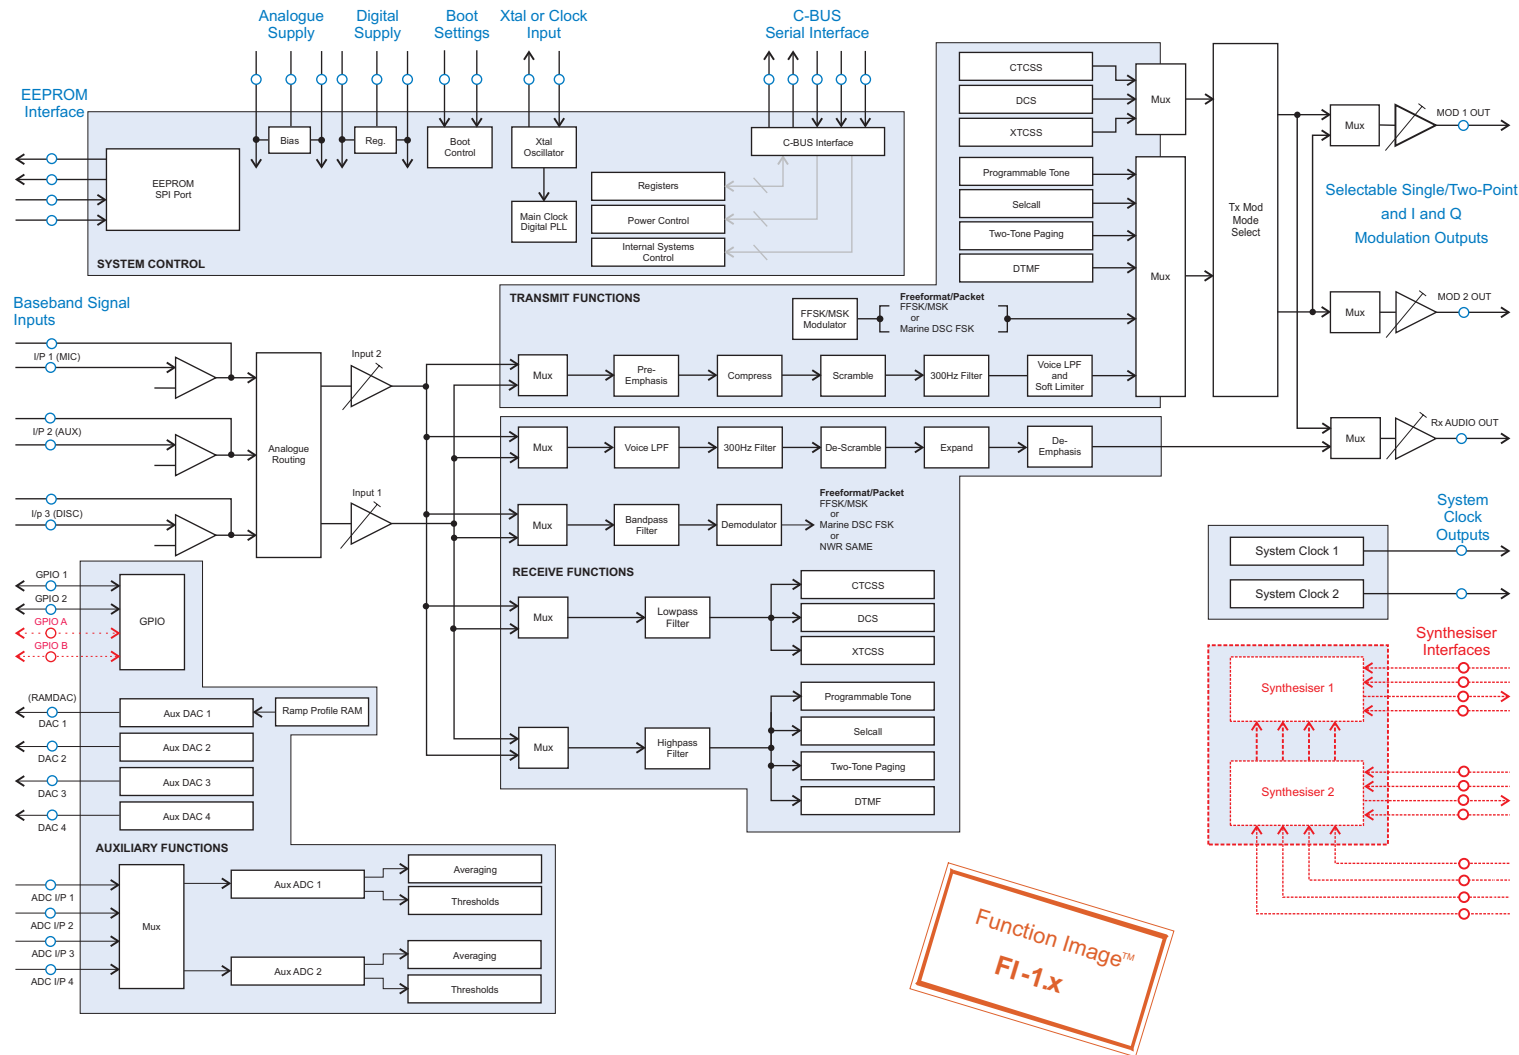 Analogue
Supply
Digital
Supply
Boot
Settings
Xtal or Clock
Input
C-BUS
Serial Interface
EEPROM
Interface
EEPROM
SPI Port
Bias
Reg.
Boot
Control
Xtal
Oscillator
Main Clock
Digital PLL
C-BUS Interface
Registers
Power Control
Internal Systems
Control
SYSTEM CONTROL
CTCSS
DCS
XTCSS
Mux
Programmable Tone
Selcall
Two-Tone Paging
DTMF
Mux
Tx Mod
Mode
Select
Mux
MOD 1 OUT
Selectable Single/Two-Point
and I and Q
Modulation Outputs
Mux
MOD 2 OUT
Mux
Rx AUDIO OUT
TRANSMIT FUNCTIONS
FFSK/MSK
Modulator
Freeformat/Packet
FFSK/MSK
or
Marine DSC FSK
Mux
Pre-
Emphasis
Compress
Scramble
300Hz Filter
Voice LPF
and
Soft Limiter
Baseband Signal
Inputs
I/P 1 (MIC)
I/P 2 (AUX)
I/p 3 (DISC)
Analogue
Routing
Input 2
Input 1
Mux
Voice LPF
300Hz Filter
De-Scramble
Expand
De-
Emphasis
Mux
Bandpass
Filter
Demodulator
Freeformat/Packet
FFSK/MSK
or
Marine DSC FSK
or
NWR SAME
RECEIVE FUNCTIONS
Mux
Lowpass
Filter
CTCSS
DCS
XTCSS
Mux
Highpass
Filter
Programmable Tone
Selcall
Two-Tone Paging
DTMF
System
Clock
Outputs
System Clock 1
System Clock 2
Synthesiser
Interfaces
Synthesiser 1
Synthesiser 2
GPIO 1
GPIO 2
GPIO A
GPIO B
GPIO
(RAMDAC)
DAC 1
DAC 2
DAC 3
DAC 4
Aux DAC 1
Ramp Profile RAM
Aux DAC 2
Aux DAC 3
Aux DAC 4
AUXILIARY FUNCTIONS
ADC I/P 1
ADC I/P 2
ADC I/P 3
ADC I/P 4
Mux
Aux ADC 1
Averaging
Thresholds
Aux ADC 2
Averaging
Thresholds
Function Image™
FI-1.x